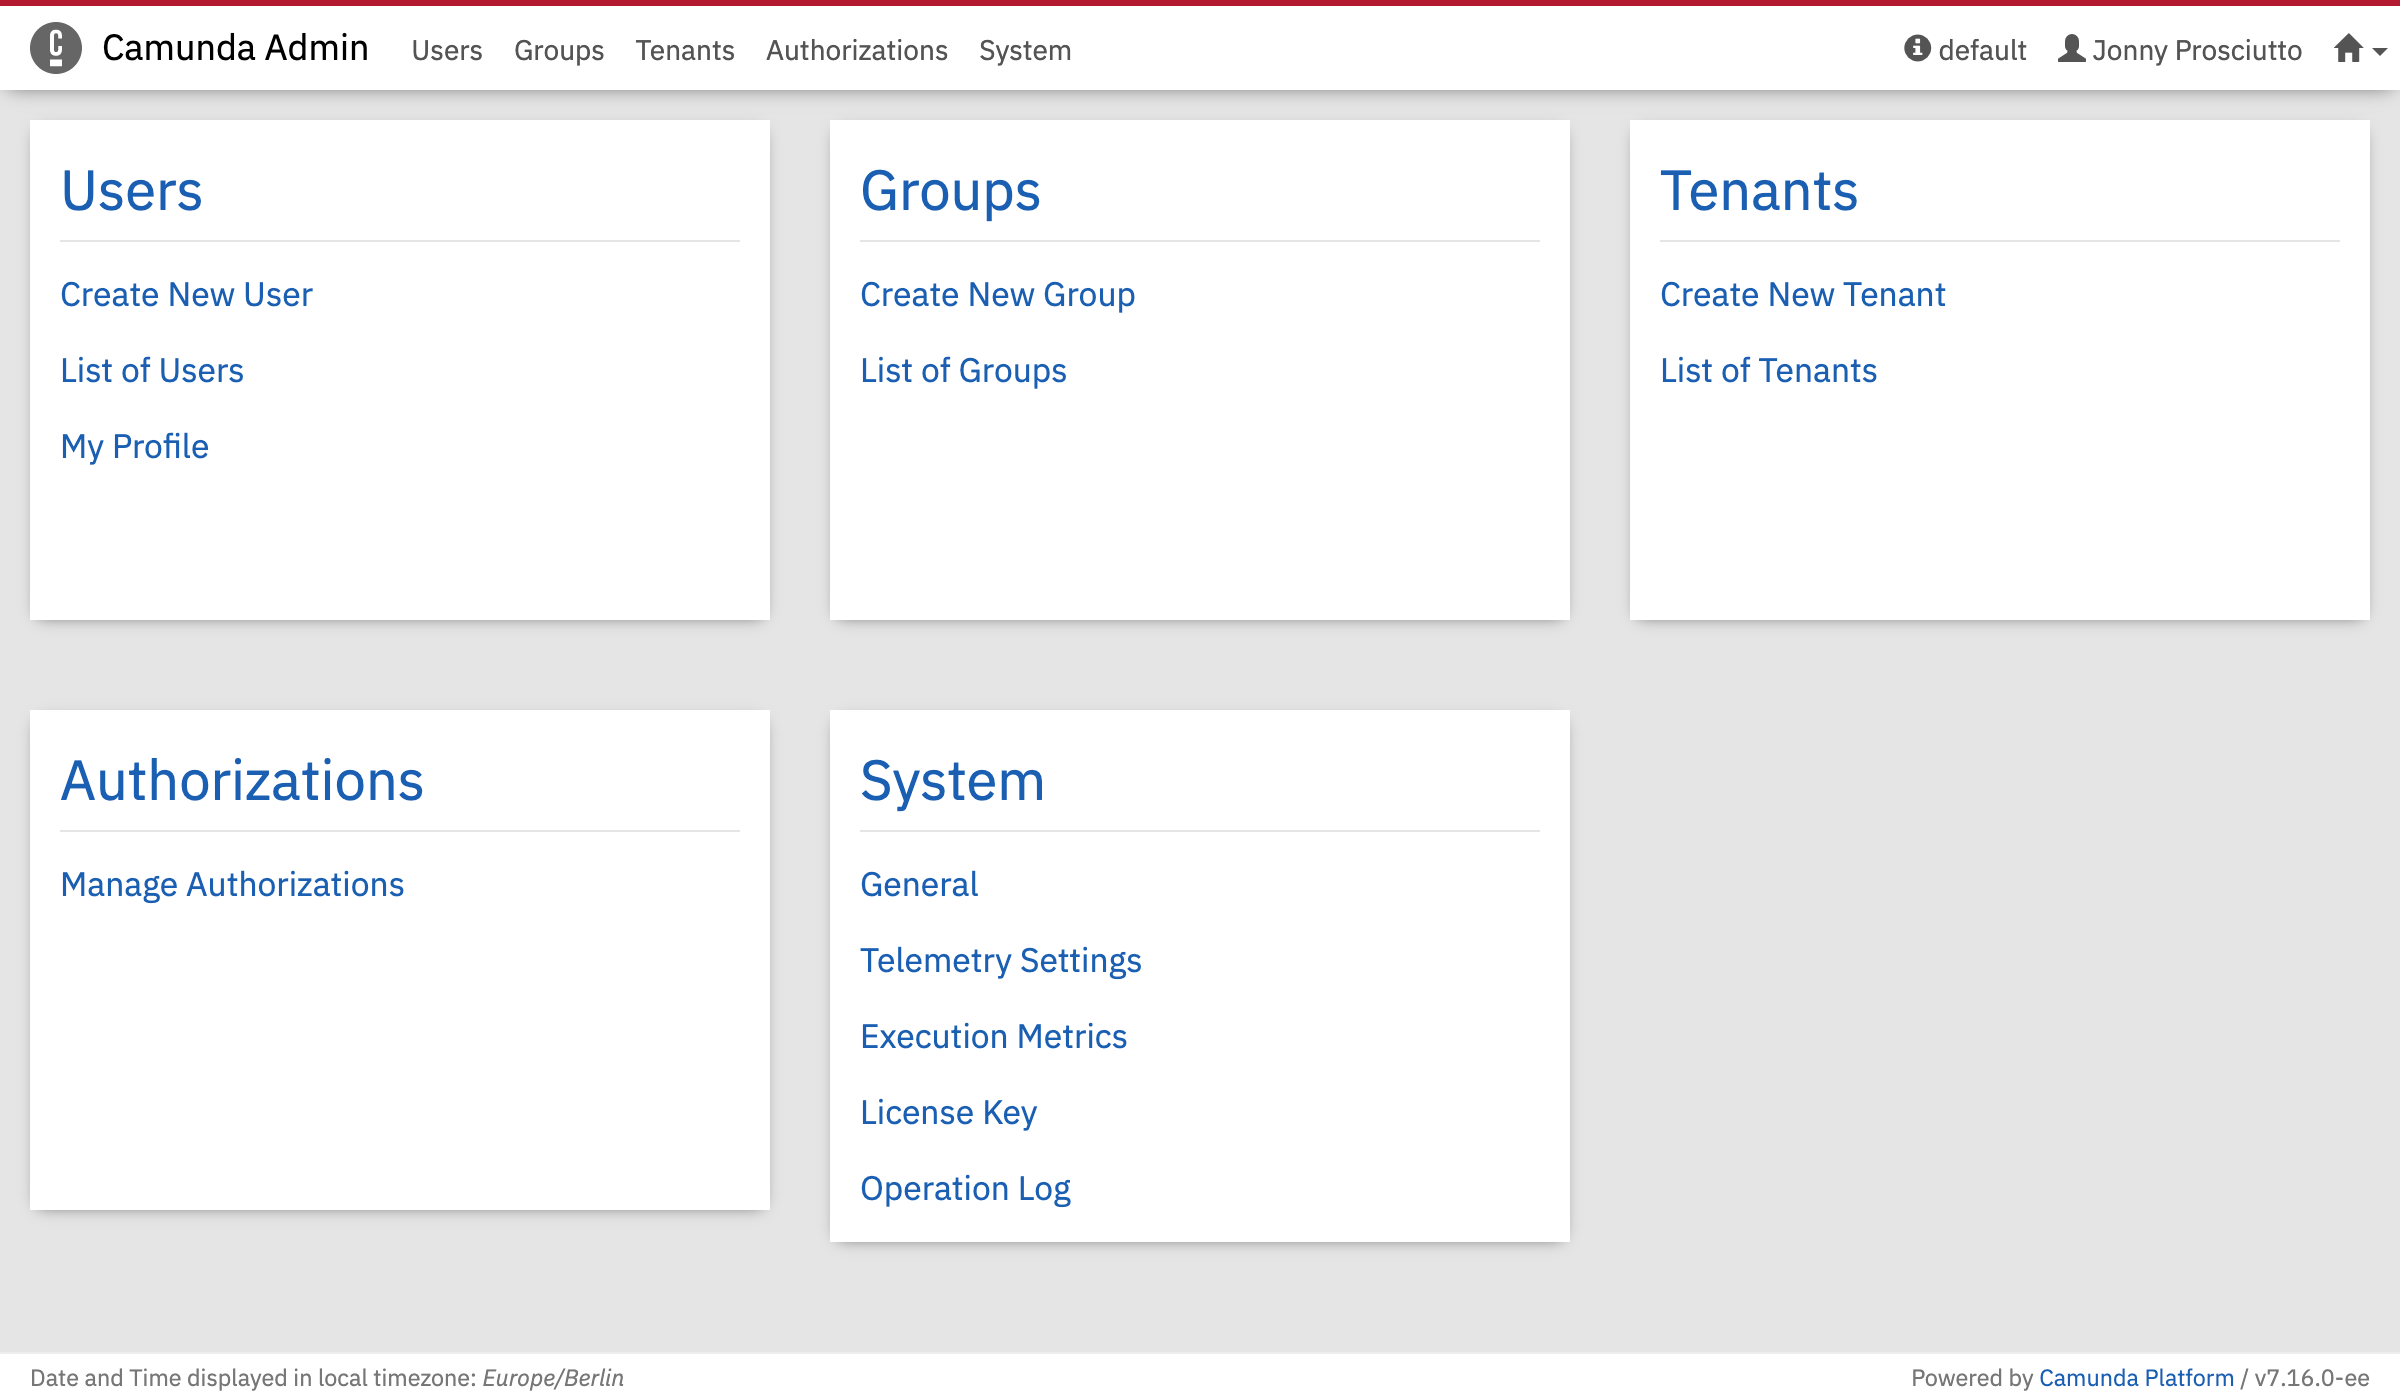 Camunda Admin Users Groups Tenants Authorizations System default Jonny Prosciutto
Users
Create New User
List of Users
My Profile
Groups
Create New Group
List of Groups
Tenants
Create New Tenant
List of Tenants
Authorizations
Manage Authorizations
System
General
Telemetry Settings
Execution Metrics
License Key
Operation Log
Date and Time displayed in local timezone: Europe/Berlin
Powered by Camunda Platform / v7.16.0-ee